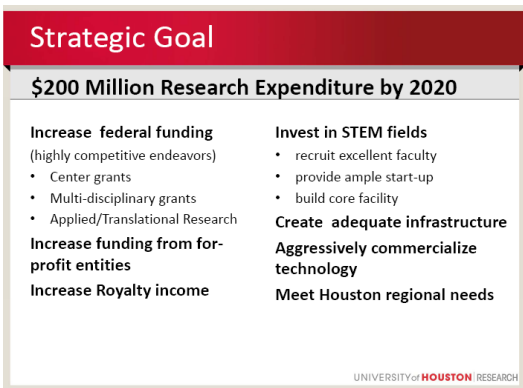 Strategic Goal
$200 Million Research Expenditure by 2020
Increase federal funding
(highly competitive endeavors)
• Center grants
• Multi-disciplinary grants
• Applied/Translational Research
Increase funding from for-
profit entities
Increase Royalty income
Invest in STEM fields
• recruit excellent faculty
• provide ample start-up
• build core facility
Create adequate infrastructure
Aggressively commercialize
technology
Meet Houston regional needs
UNIVERSITY of HOUSTON RESEARCH